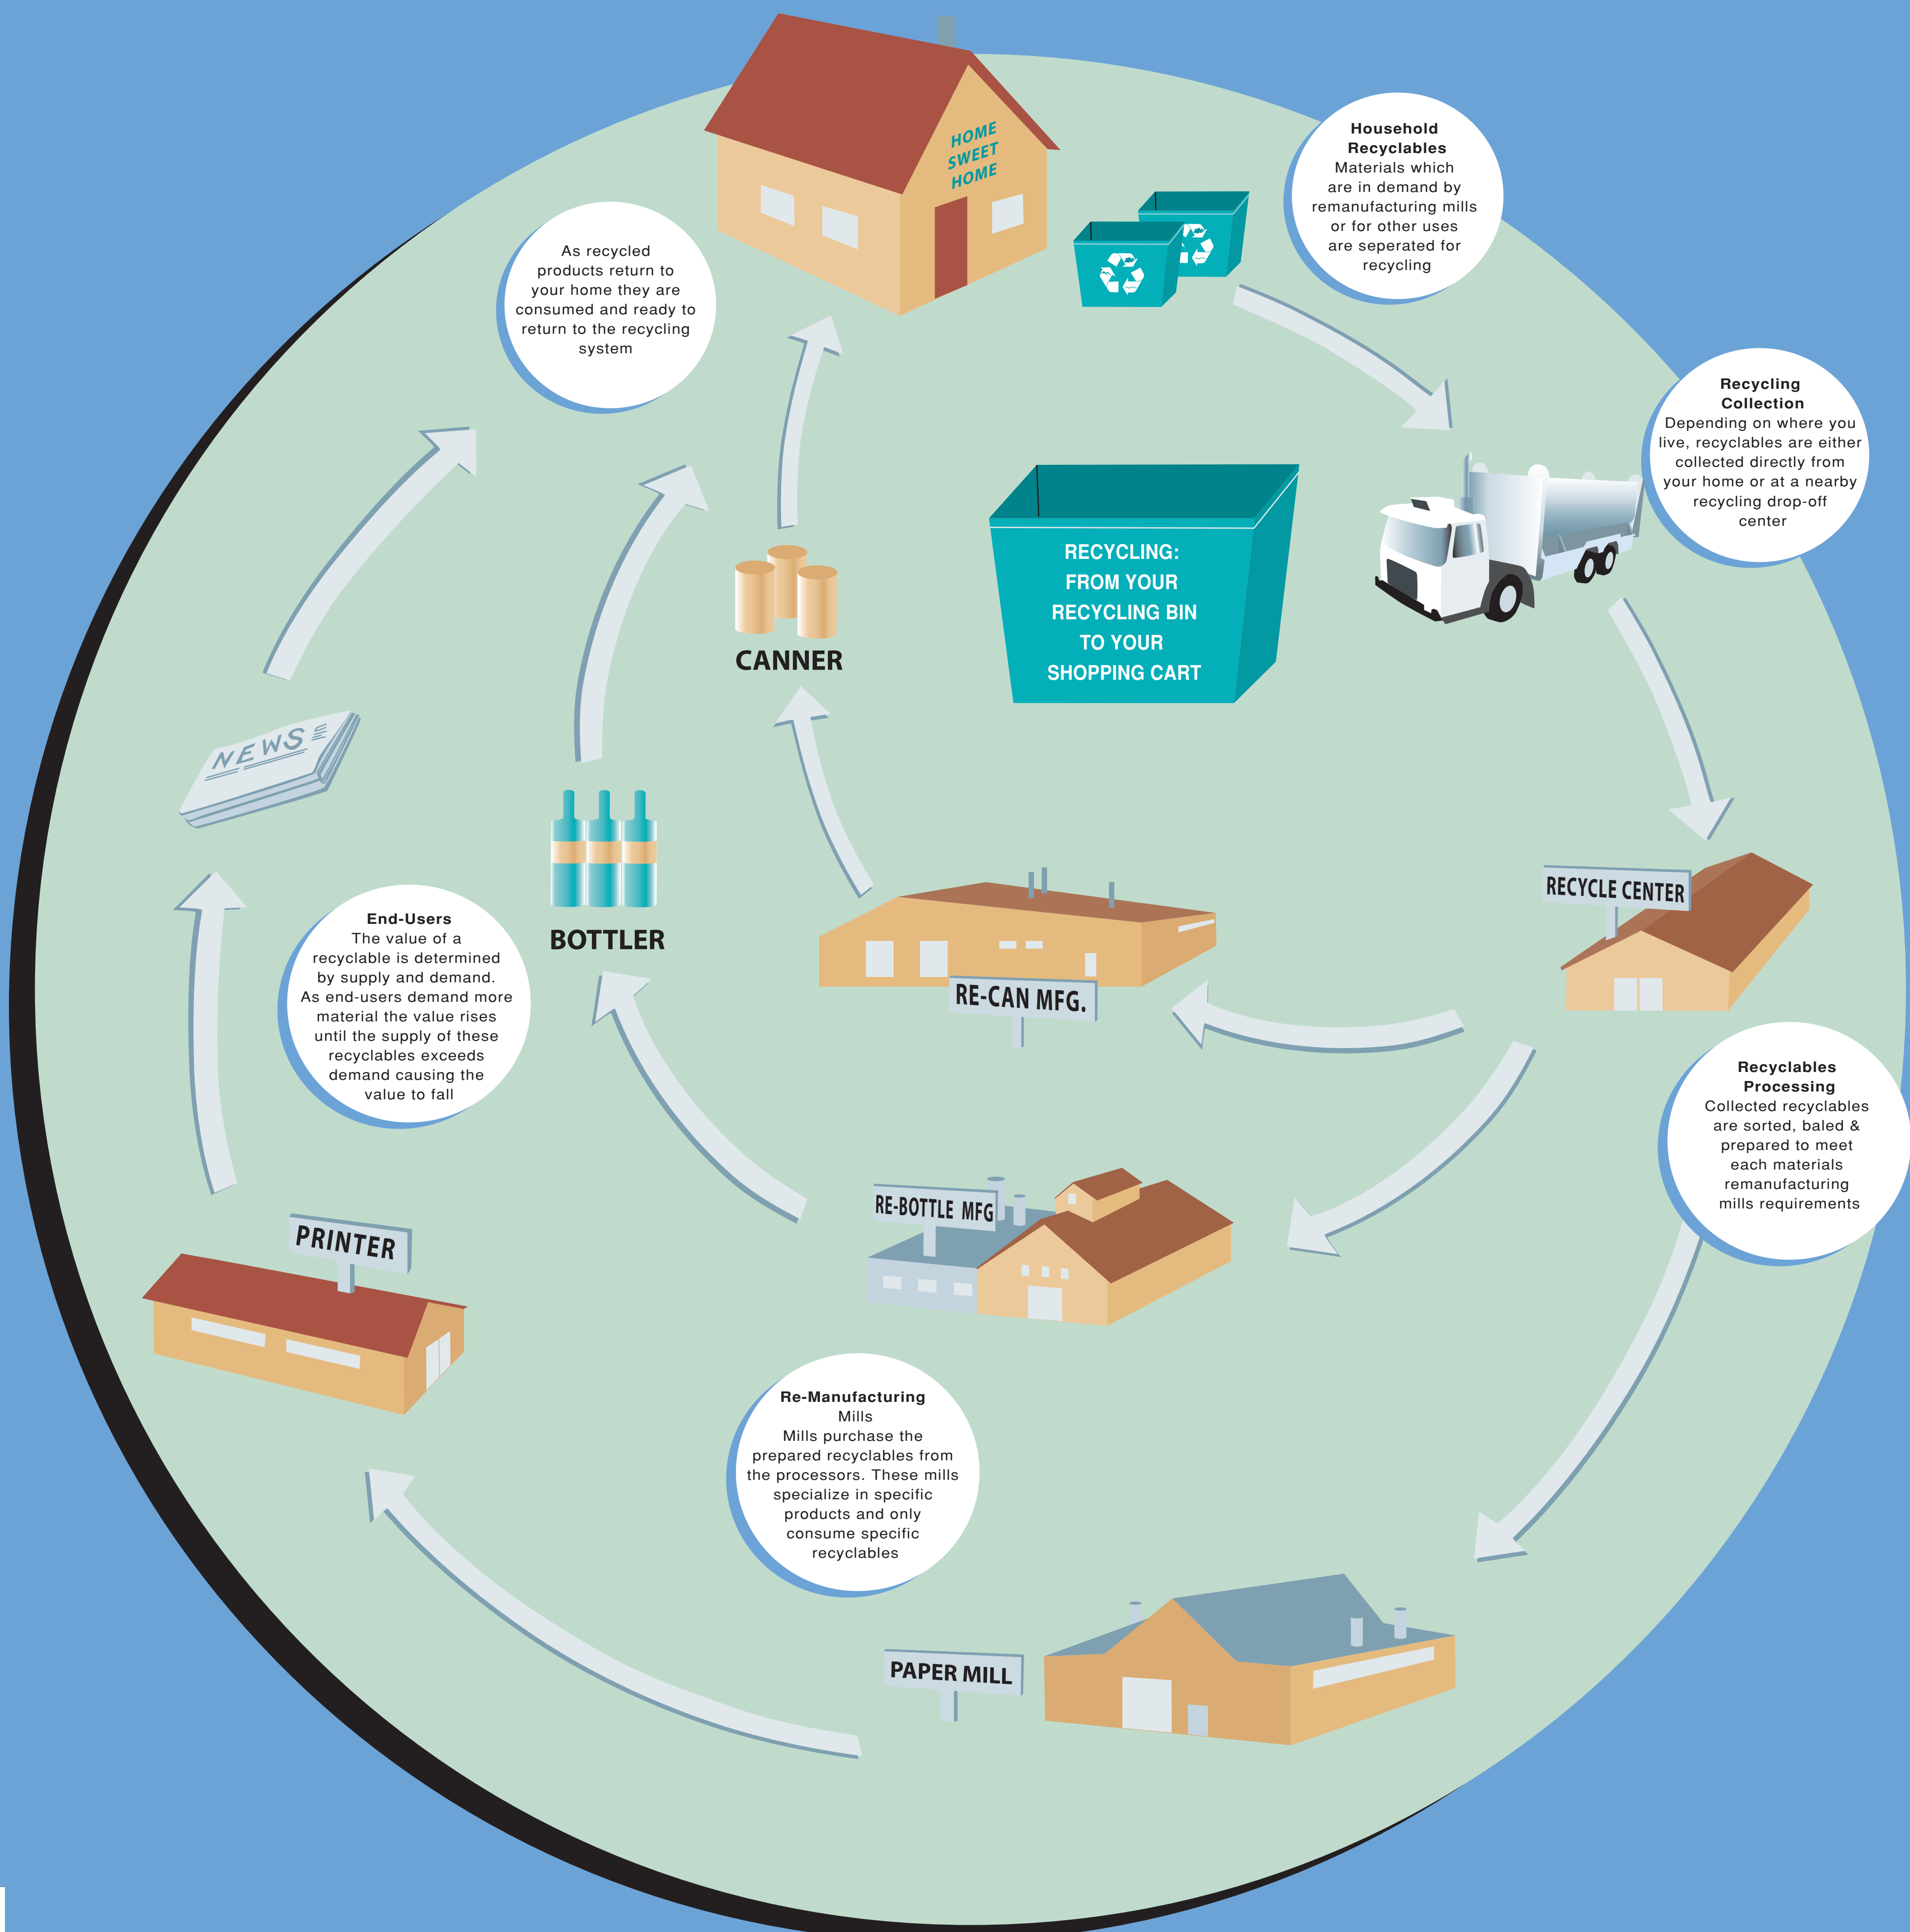 HOME
SWEET
HOME
Household
Recyclables
Materials which
are in demand by
remanufacturing mills
or for other uses
are seperated for
recycling
As recycled
products return to
your home they are
consumed and ready to
return to the recycling
system
Recycling
Collection
Depending on where you
live, recyclables are either
collected directly from
your home or at a nearby
recycling drop-off
center
RECYCLING:
FROM YOUR
RECYCLING BIN
TO YOUR
SHOPPING CART
CANNER
NEWS
RECYCLE CENTER
BOTTLER
End-Users
The value of a
recyclable is determined
by supply and demand.
As end-users demand more
material the value rises
until the supply of these
recyclables exceeds
demand causing the
value to fall
RE-CAN MFG.
Recyclables
Processing
Collected recyclables
are sorted, baled &
prepared to meet
each materials
remanufacturing
mills requirements
RE-BOTTLE MFG
PRINTER
Re-Manufacturing
Mills
Mills purchase the
prepared recyclables from
the processors. These mills
specialize in specific
products and only
consume specific
recyclables
PAPER MILL